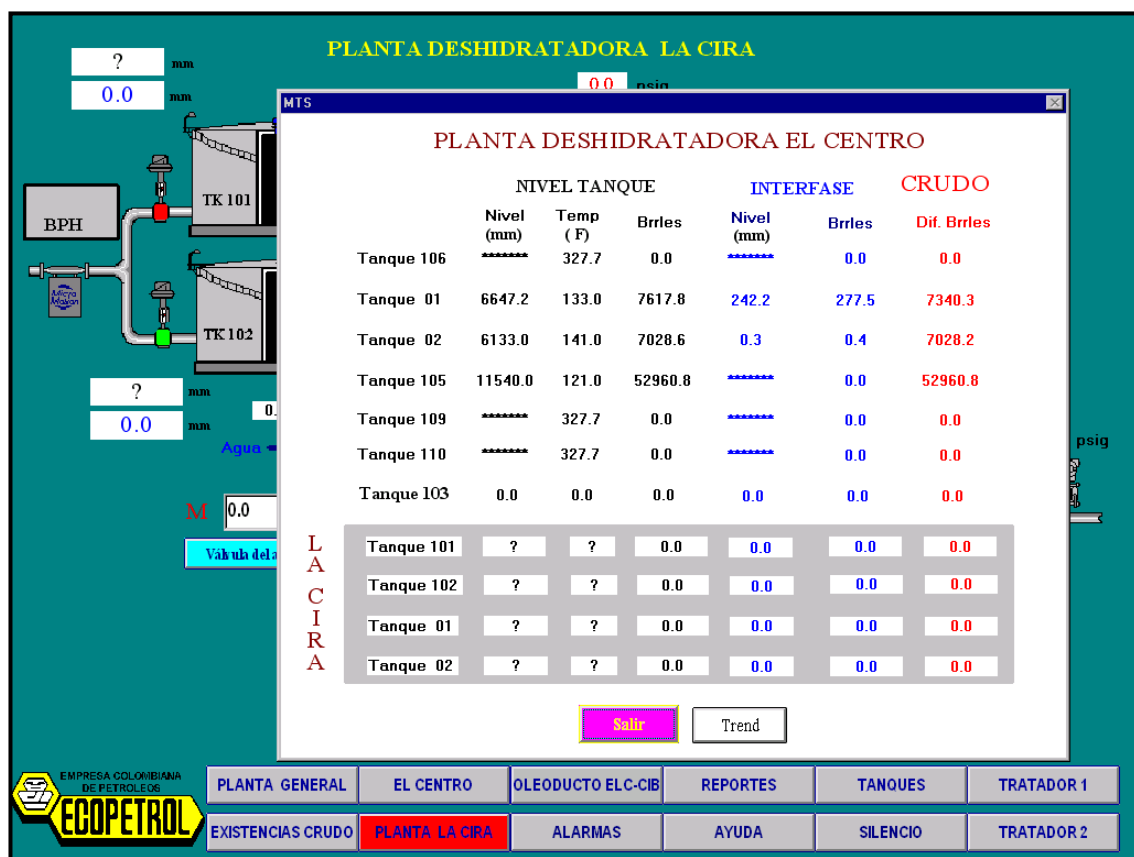 PLANTA DESHIDRATADORA LA CIRA
? mm
0.0 mm
0.0 psig
MTS
PLANTA DESHIDRATADORA EL CENTRO
NIVEL TANQUE INTERFASE CRUDO
Nivel (mm) Temp ( F) Brrles Nivel (mm) Brrles Dif. Brrles
Tanque 106 ******* 327.7 0.0 ******* 0.0 0.0
Tanque 01 6647.2 133.0 7617.8 242.2 277.5 7340.3
Tanque 02 6133.0 141.0 7028.6 0.3 0.4 7028.2
Tanque 105 11540.0 121.0 52960.8 ******* 0.0 52960.8
Tanque 109 ******* 327.7 0.0 ******* 0.0 0.0
Tanque 110 ******* 327.7 0.0 ******* 0.0 0.0
Tanque 103 0.0 0.0 0.0 0.0 0.0 0.0
LA CIRA
Tanque 101 ? ? 0.0 0.0 0.0 0.0
Tanque 102 ? ? 0.0 0.0 0.0 0.0
Tanque 01 ? ? 0.0 0.0 0.0 0.0
Tanque 02 ? ? 0.0 0.0 0.0 0.0
Salir Trend
TK 101
BPH
Micro Motion
TK 102
? mm
0.0 mm
0.
Agua
psig
M 0.0
Válvula del a
EMPRESA COLOMBIANA
DE PETROLEOS
ECOPETROL
PLANTA GENERAL EL CENTRO OLEODUCTO ELC-CIB REPORTES TANQUES TRATADOR 1
EXISTENCIAS CRUDO PLANTA LA CIRA ALARMAS AYUDA SILENCIO TRATADOR 2